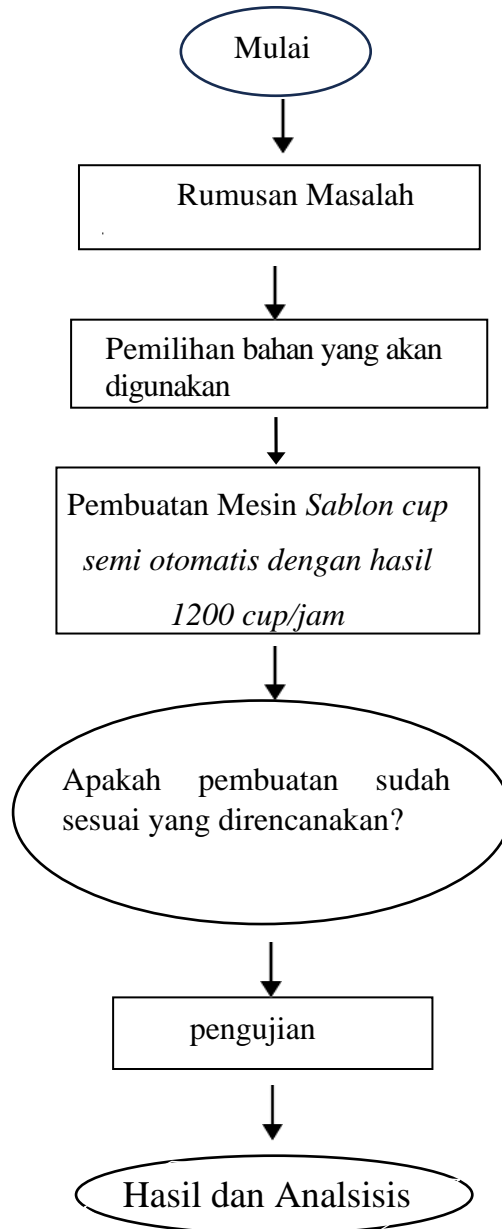 Mulai
Rumusan Masalah
Pemilihan bahan yang akan
digunakan
Pembuatan Mesin Sablon cup
semi otomatis dengan hasil
1200 cup/jam
Apakah pembuatan sudah
sesuai yang direncanakan?
pengujian
Hasil dan Analsisis